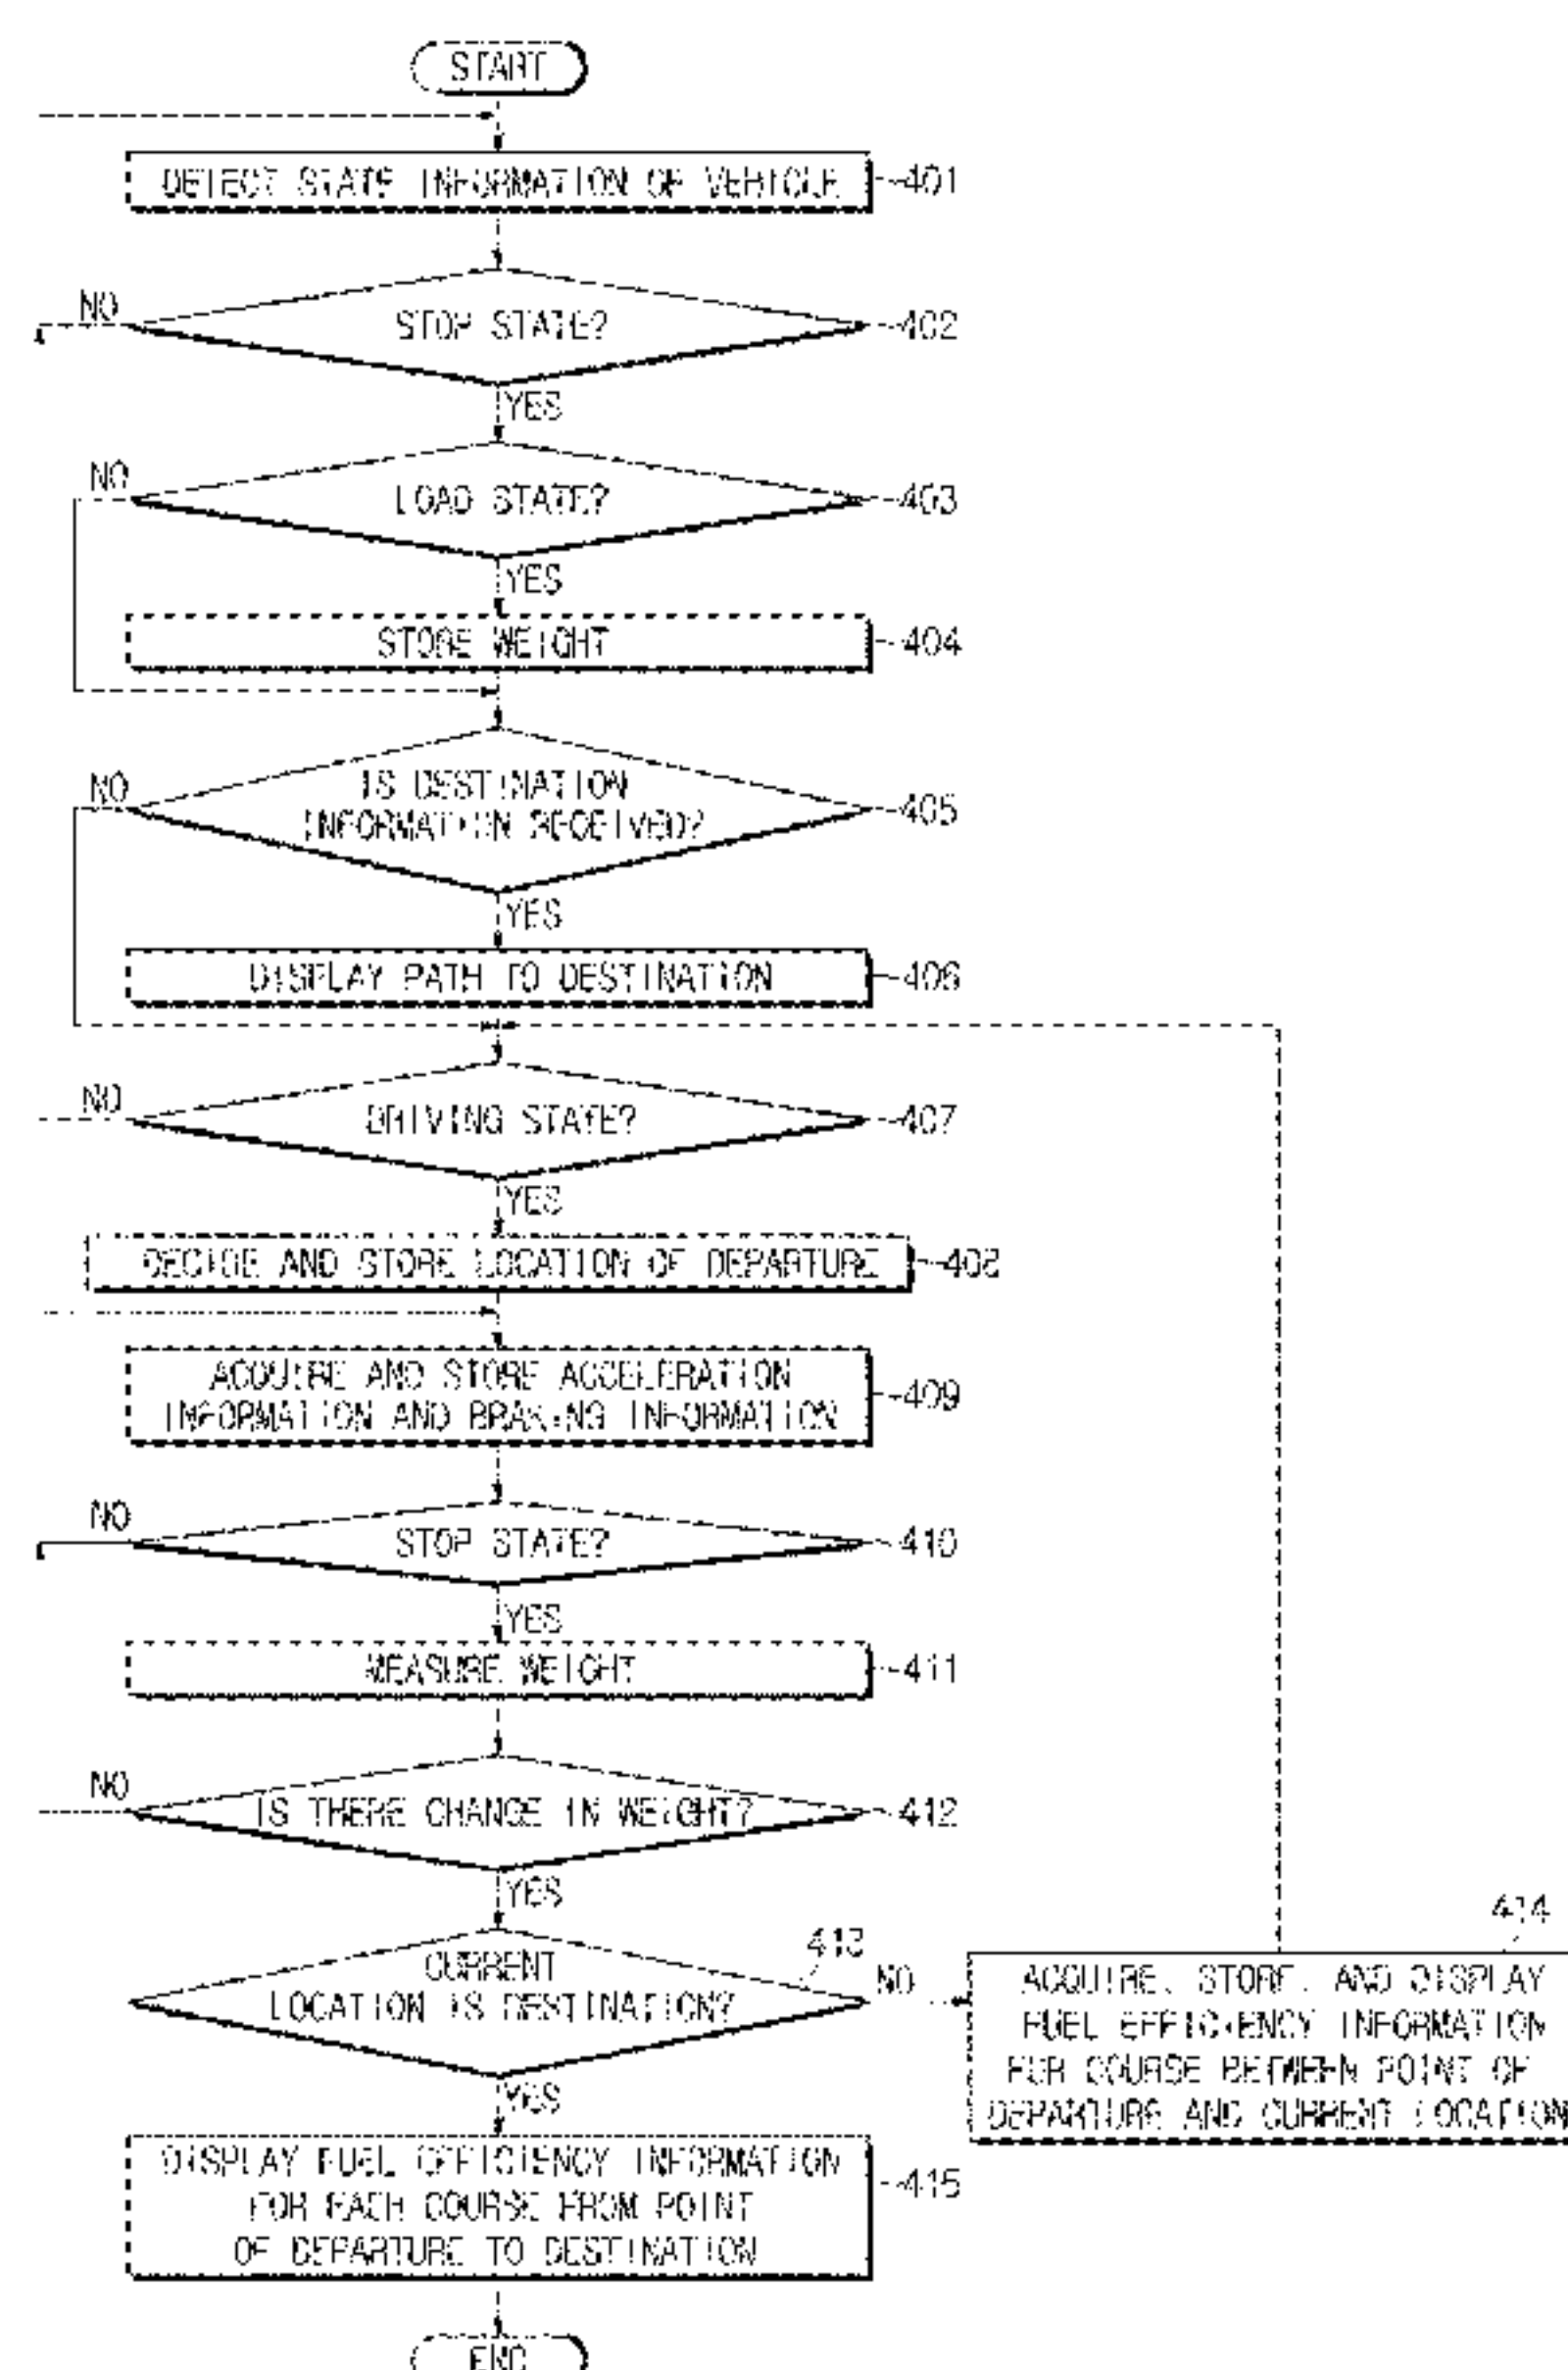 START
DETECT STATE INFORMATION OF VEHICLE
401
NO
STOP STATE?
402
YES
NO
LOAD STATE?
403
YES
STORE WEIGHT
404
NO
IS DESTINATION
INFORMATION RECEIVED?
405
YES
DISPLAY PATH TO DESTINATION
406
NO
DRIVING STATE?
407
YES
DECIDE AND STORE LOCATION OF DEPARTURE
408
ACQUIRE AND STORE ACCELERATION
INFORMATION AND BRAKING INFORMATION
409
NO
STOP STATE?
410
YES
MEASURE WEIGHT
411
NO
IS THERE CHANGE IN WEIGHT?
412
YES
CURRENT
LOCATION IS DESTINATION?
413
NO
414
ACQUIRE, STORE, AND DISPLAY
FUEL EFFICIENCY INFORMATION
FOR COURSE BETWEEN POINT OF
DEPARTURE AND CURRENT LOCATION
YES
DISPLAY FUEL EFFICIENCY INFORMATION
FOR EACH COURSE FROM POINT
OF DEPARTURE TO DESTINATION
415
END